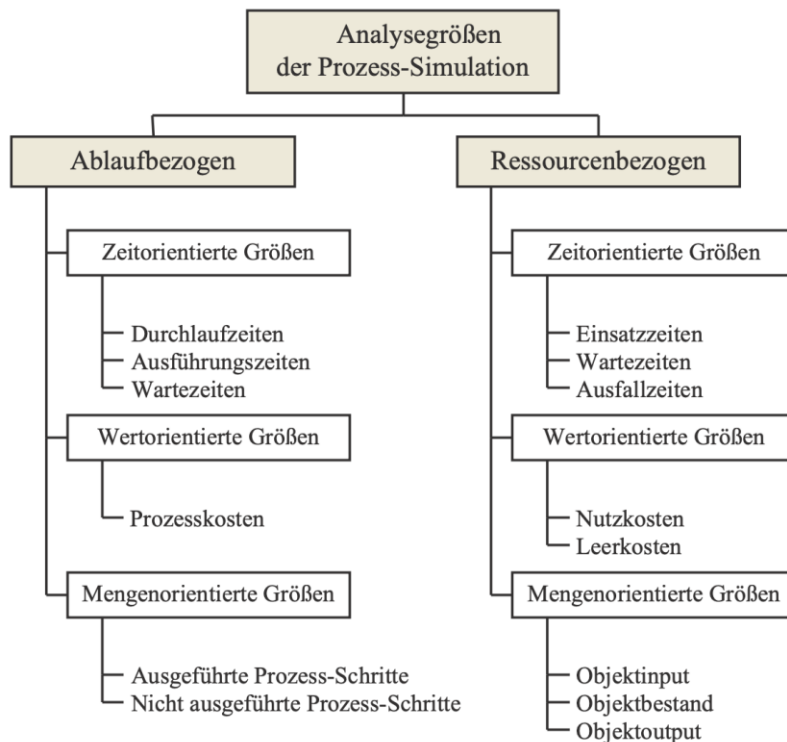 Analysegrößen
der Prozess-Simulation
Ablaufbezogen
Zeitorientierte Größen
Durchlaufzeiten
Ausführungszeiten
Wartezeiten
Wertorientierte Größen
Prozesskosten
Mengenorientierte Größen
Ausgeführte Prozess-Schritte
Nicht ausgeführte Prozess-Schritte
Ressourcenbezogen
Zeitorientierte Größen
Einsatzzeiten
Wartezeiten
Ausfallzeiten
Wertorientierte Größen
Nutzkosten
Leerkosten
Mengenorientierte Größen
Objektinput
Objektbestand
Objektoutput